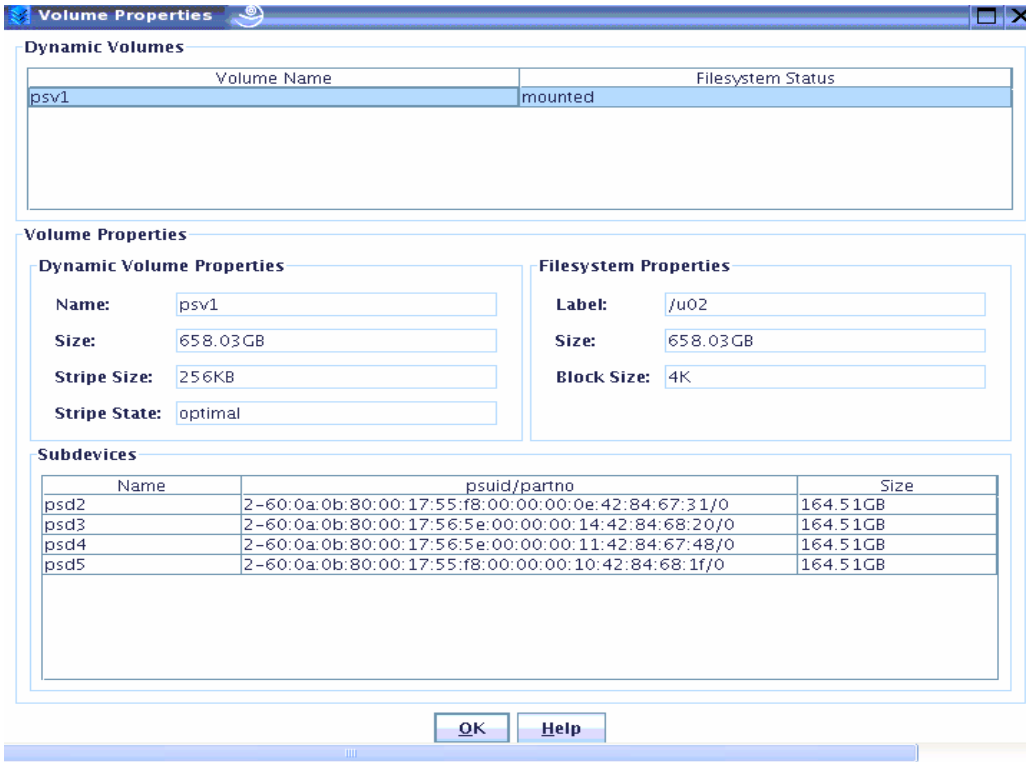 Volume Properties
Dynamic Volumes
Volume Name Filesystem Status
psv1 mounted
Volume Properties
Dynamic Volume Properties
Name: psv1
Size: 658.03GB
Stripe Size: 256KB
Stripe State: optimal
Filesystem Properties
Label: /u02
Size: 658.03GB
Block Size: 4K
Subdevices
Name psuid/partno Size
psd2 2-60:0a:0b:80:00:17:55:f8:00:00:00:0e:42:84:67:31/0 164.51GB
psd3 2-60:0a:0b:80:00:17:56:5e:00:00:00:14:42:84:68:20/0 164.51GB
psd4 2-60:0a:0b:80:00:17:56:5e:00:00:00:11:42:84:67:48/0 164.51GB
psd5 2-60:0a:0b:80:00:17:55:f8:00:00:00:10:42:84:68:1f/0 164.51GB
OK Help